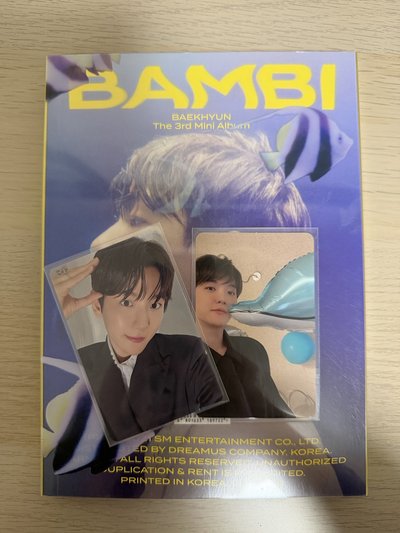 BAMBI
BAEKHYUN
The 3rd Mini Album
SM ENTERTAINMENT CO., LTD
ED BY DREAMUS COMPANY, KOREA.
ALL RIGHTS RESERVED. UNAUTHORIZED
DUPLICATION & RENT IS
PRINTED IN KOREA.